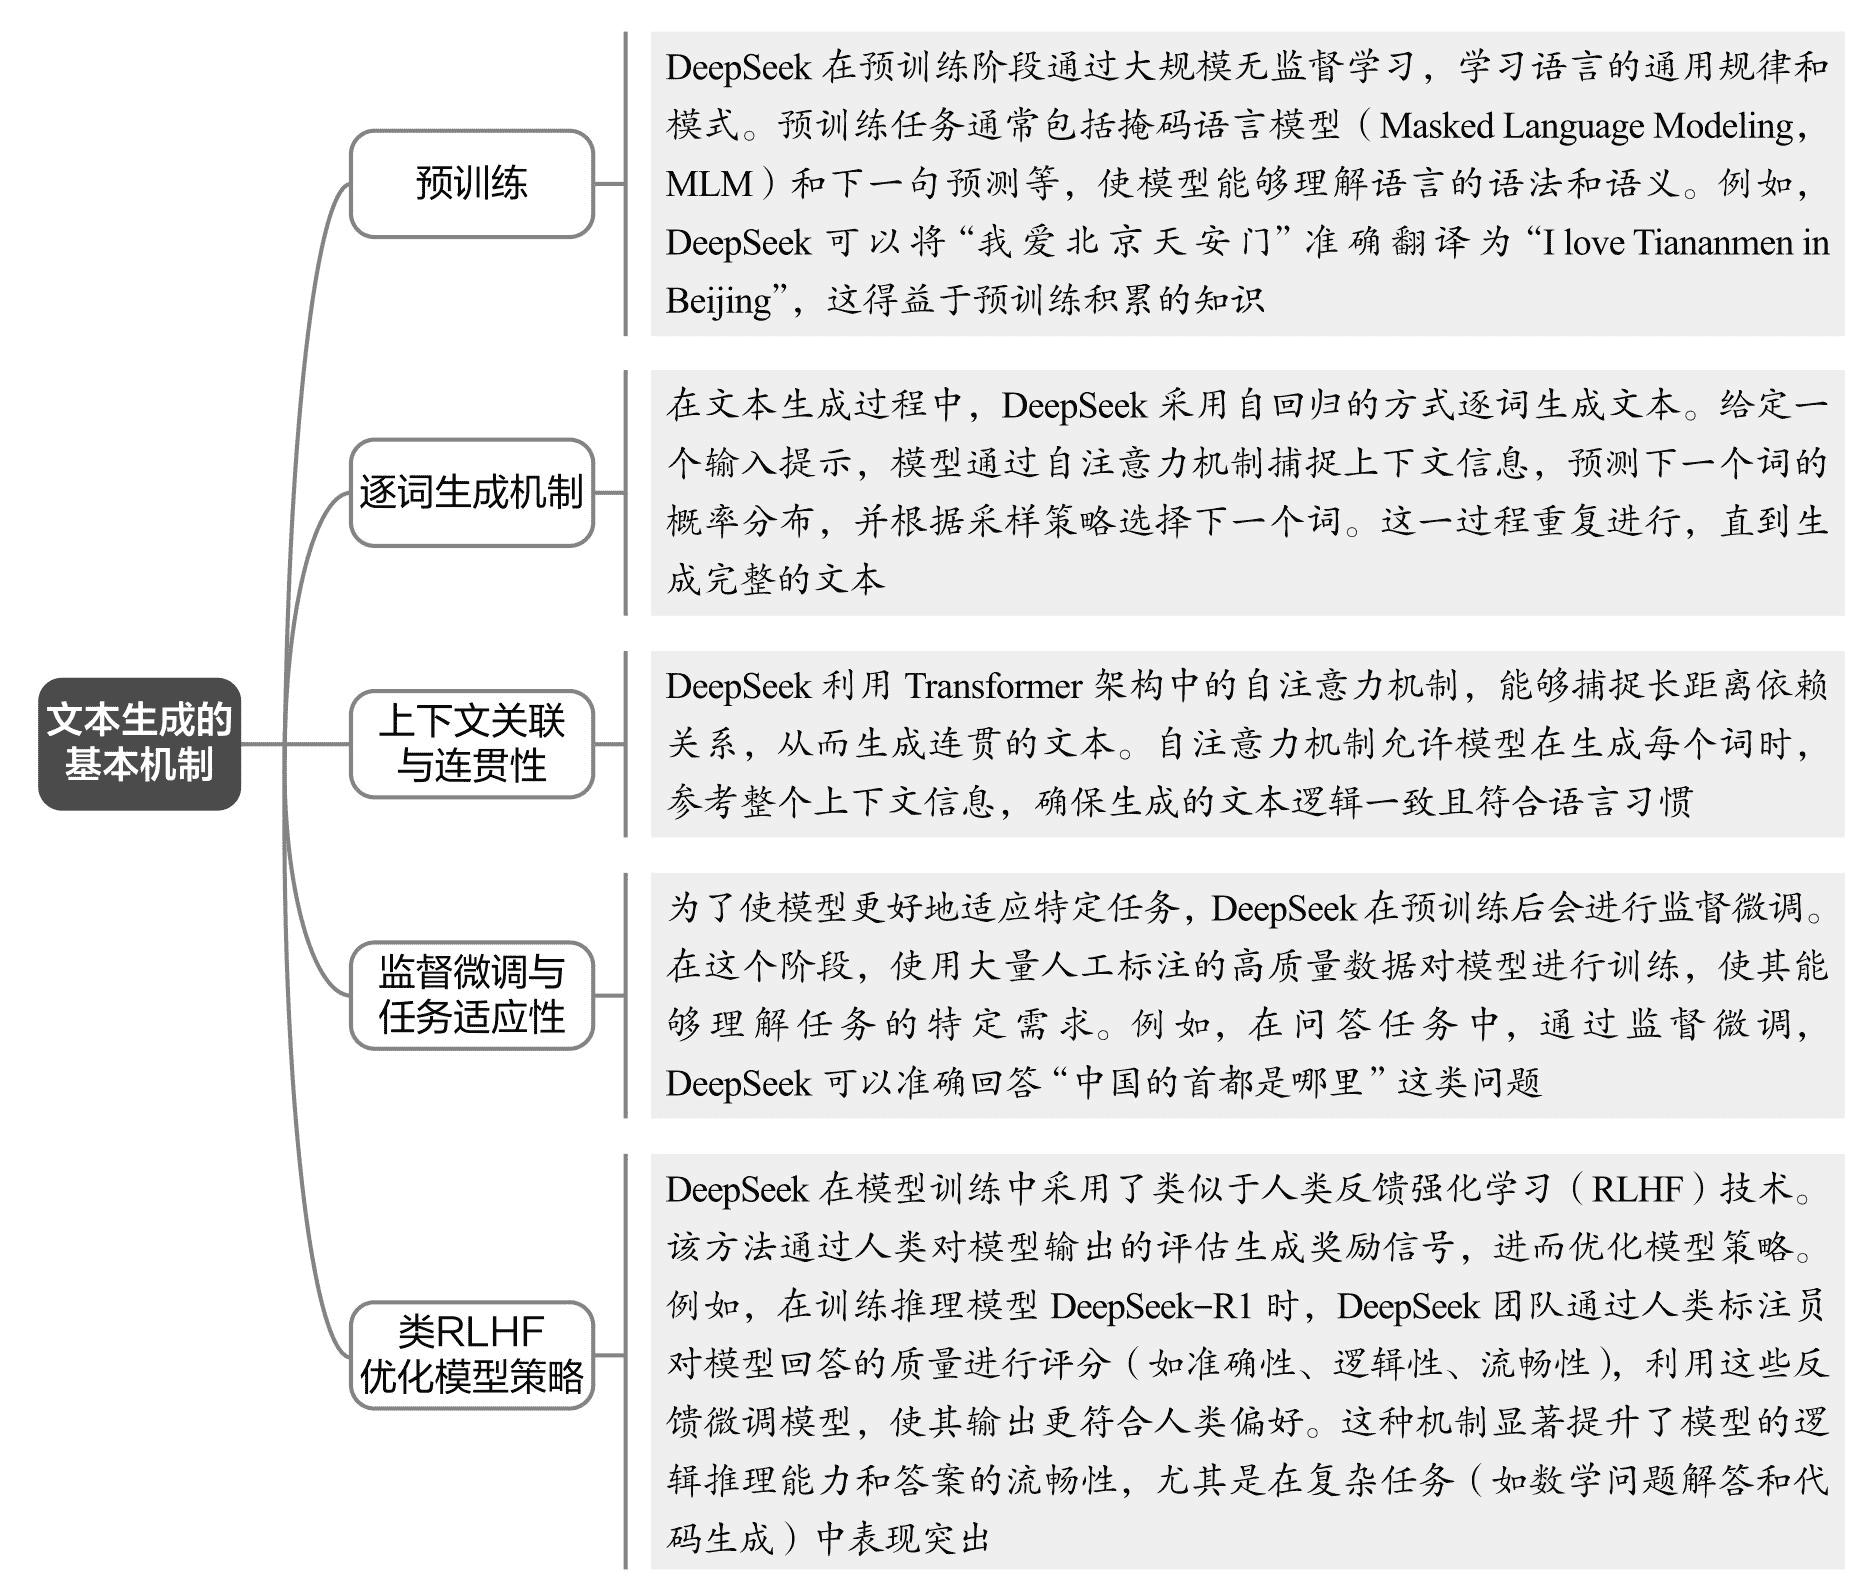 文本生成的
基本机制
预训练
DeepSeek 在预训练阶段通过大规模无监督学习，学习语言的通用规律和
模式。预训练任务通常包括掩码语言模型（Masked Language Modeling，
MLM）和下一句预测等，使模型能够理解语言的语法和语义。例如，
DeepSeek 可以将“我爱北京天安门”准确翻译为“I love Tiananmen in
Beijing”，这得益于预训练积累的知识
逐词生成机制
在文本生成过程中，DeepSeek 采用自回归的方式逐词生成文本。给定一
个输入提示，模型通过自注意力机制捕捉上下文信息，预测下一个词的
概率分布，并根据采样策略选择下一个词。这一过程重复进行，直到生
成完整的文本
上下文关联
与连贯性
DeepSeek 利用 Transformer 架构中的自注意力机制，能够捕捉长距离依赖
关系，从而生成连贯的文本。自注意力机制允许模型在生成每个词时，
参考整个上下文信息，确保生成的文本逻辑一致且符合语言习惯
监督微调与
任务适应性
为了使模型更好地适应特定任务，DeepSeek 在预训练后会进行监督微调。
在这个阶段，使用大量人工标注的高质量数据对模型进行训练，使其能
够理解任务的特定需求。例如，在问答任务中，通过监督微调，
DeepSeek 可以准确回答“中国的首都是哪里”这类问题
类RLHF
优化模型策略
DeepSeek 在模型训练中采用了类似于人类反馈强化学习（RLHF）技术。
该方法通过人类对模型输出的评估生成奖励信号，进而优化模型策略。
例如，在训练推理模型 DeepSeek-R1 时，DeepSeek 团队通过人类标注员
对模型回答的质量进行评分（如准确性、逻辑性、流畅性），利用这些反
馈微调模型，使其输出更符合人类偏好。这种机制显著提升了模型的逻
辑推理能力和答案的流畅性，尤其是在复杂任务（如数学问题解答和代
码生成）中表现突出